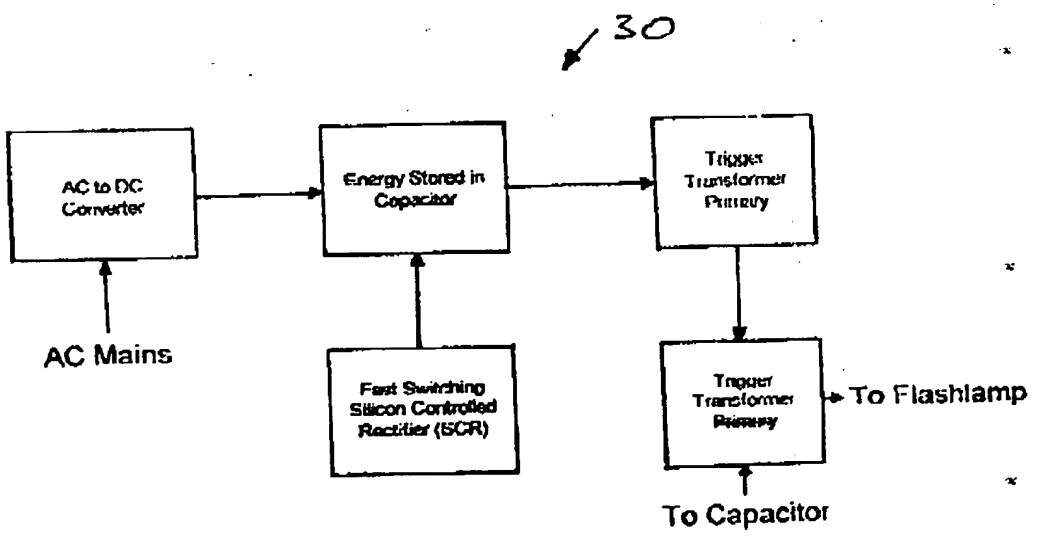 30
AC to DC
Converter
Energy Stored in
Capacitor
Trigger
Transformer
Primary
AC Mains
Fast Switching
Silicon Controlled
Rectifier (SCR)
Trigger
Transformer
Primary
To Flashlamp
To Capacitor